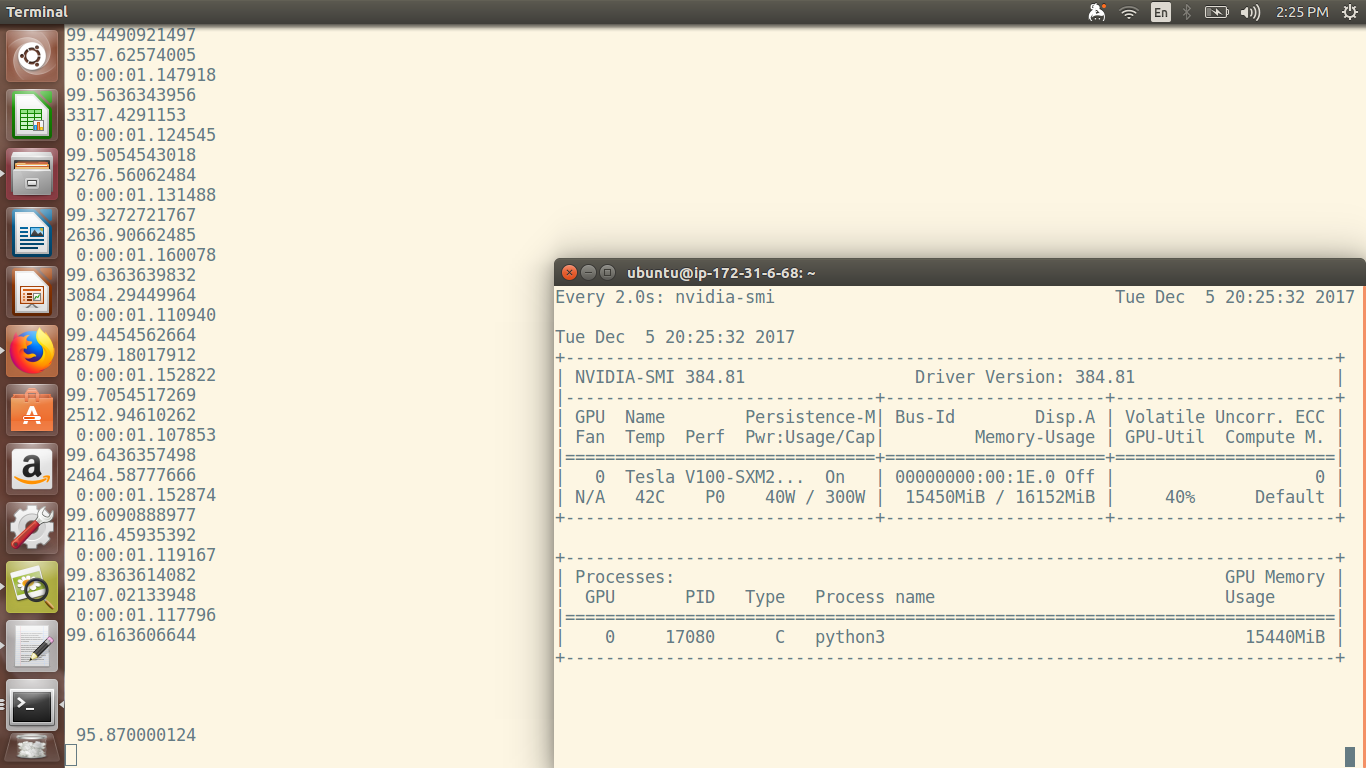 Terminal
En
2:25 PM
99.4490921497
3357.62574005
0:00:01.147918
99.5636343956
3317.4291153
0:00:01.124545
99.5054543018
3276.56062484
0:00:01.131488
99.3272721767
2636.90662485
0:00:01.160078
99.6363639832
3084.29449964
0:00:01.110940
99.4454562664
2879.18017912
0:00:01.152822
99.7054517269
2512.94610262
0:00:01.107853
99.6436357498
2464.58777666
0:00:01.152874
99.6090888977
2116.45935392
0:00:01.119167
99.8363614082
2107.02133948
0:00:01.117796
99.6163606644
95.870000124
ubuntu@ip-172-31-6-68: ~
Every 2.0s: nvidia-smi Tue Dec  5 20:25:32 2017
Tue Dec  5 20:25:32 2017
+-----------------------------------------------------------------------------+
| NVIDIA-SMI 384.81                 Driver Version: 384.81                    |
|-------------------------------+----------------------+----------------------+
| GPU  Name        Persistence-M| Bus-Id        Disp.A | Volatile Uncorr. ECC |
| Fan  Temp  Perf  Pwr:Usage/Cap|         Memory-Usage | GPU-Util  Compute M. |
|===============================+======================+======================|
|   0  Tesla V100-SXM2...  On   | 00000000:00:1E.0 Off |                    0 |
| N/A   42C    P0    40W / 300W |  15450MiB / 16152MiB |     40%      Default |
+-------------------------------+----------------------+----------------------+
+-----------------------------------------------------------------------------+
| Processes:                                                       GPU Memory |
|  GPU       PID   Type   Process name                             Usage      |
|=============================================================================|
|    0     17080      C   python3                                    15440MiB |
+-----------------------------------------------------------------------------+